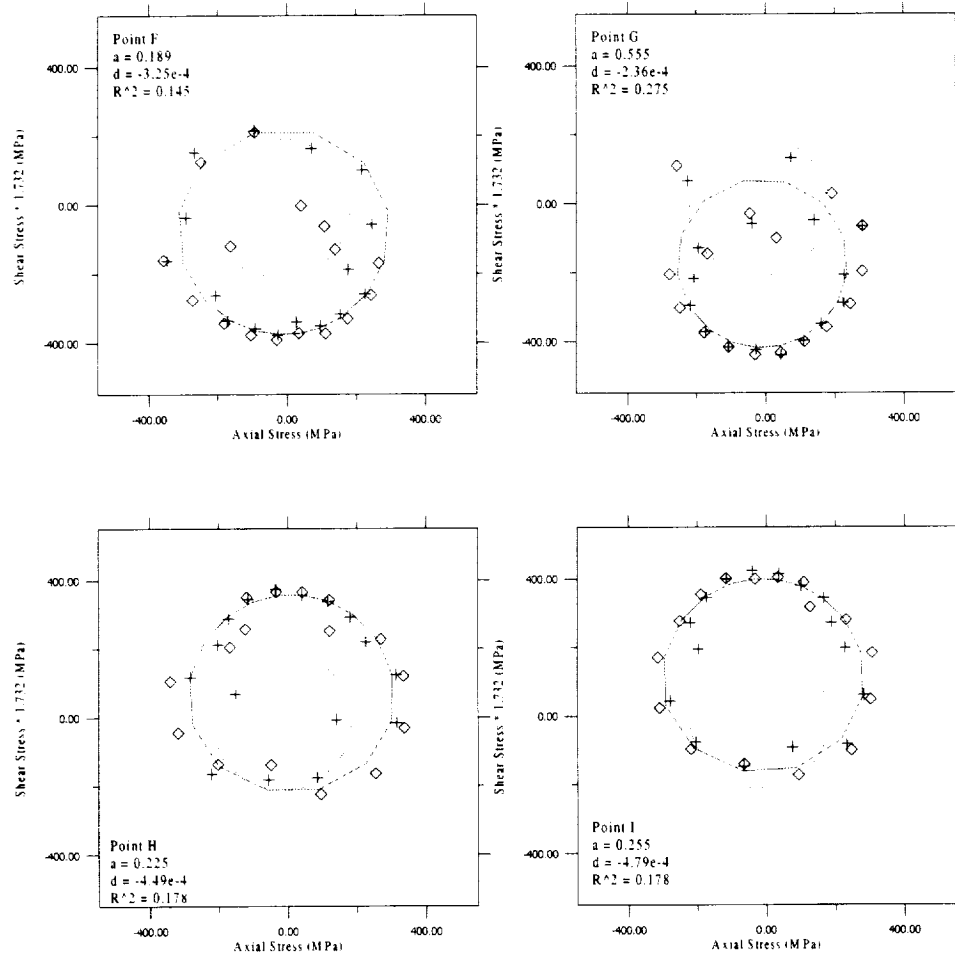 Point F
a = 0.189
d = -3.25e-4
R^2 = 0.145
400.00
0.00
-400.00
Shear Stress * 1.732 (MPa)
-400.00
0.00
400.00
Axial Stress (MPa)
Point G
a = 0.555
d = -2.36e-4
R^2 = 0.275
400.00
0.00
-400.00
Shear Stress * 1.732 (MPa)
-400.00
0.00
400.00
Axial Stress (MPa)
400.00
0.00
-400.00
Shear Stress * 1.732 (MPa)
Point H
a = 0.225
d = -4.49e-4
R^2 = 0.178
-400.00
0.00
400.00
Axial Stress (MPa)
400.00
0.00
-400.00
Shear Stress * 1.732 (MPa)
Point I
a = 0.255
d = -4.79e-4
R^2 = 0.178
-400.00
0.00
400.00
Axial Stress (MPa)